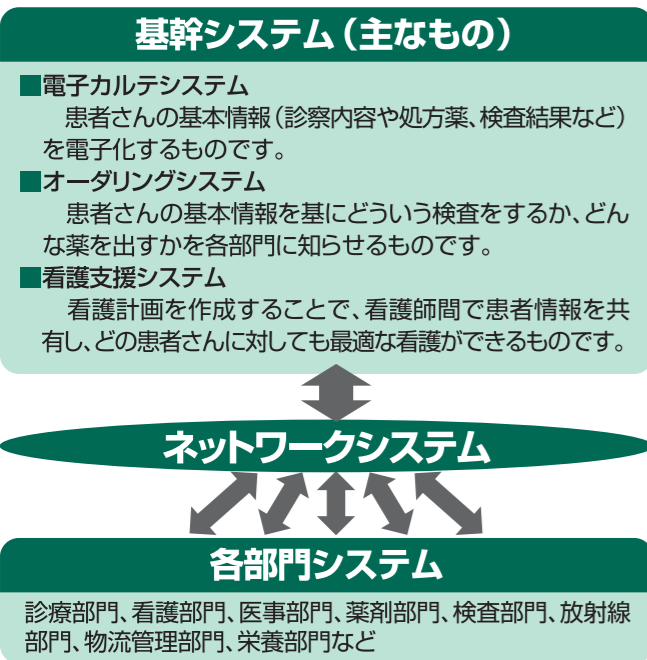 基幹システム(主なもの)
■電子カルテシステム
患者さんの基本情報(診察内容や処方薬、検査結果など)
を電子化するものです。
■オーダリングシステム
患者さんの基本情報を基にどういう検査をするか、どん
な薬を出すかを各部門に知らせるものです。
■看護支援システム
看護計画を作成することで、看護師間で患者情報を共
有し、どの患者さんに対しても最適な看護ができるものです。
ネットワークシステム
各部門システム
診療部門、看護部門、医事部門、薬剤部門、検査部門、放射線
部門、物流管理部門、栄養部門など